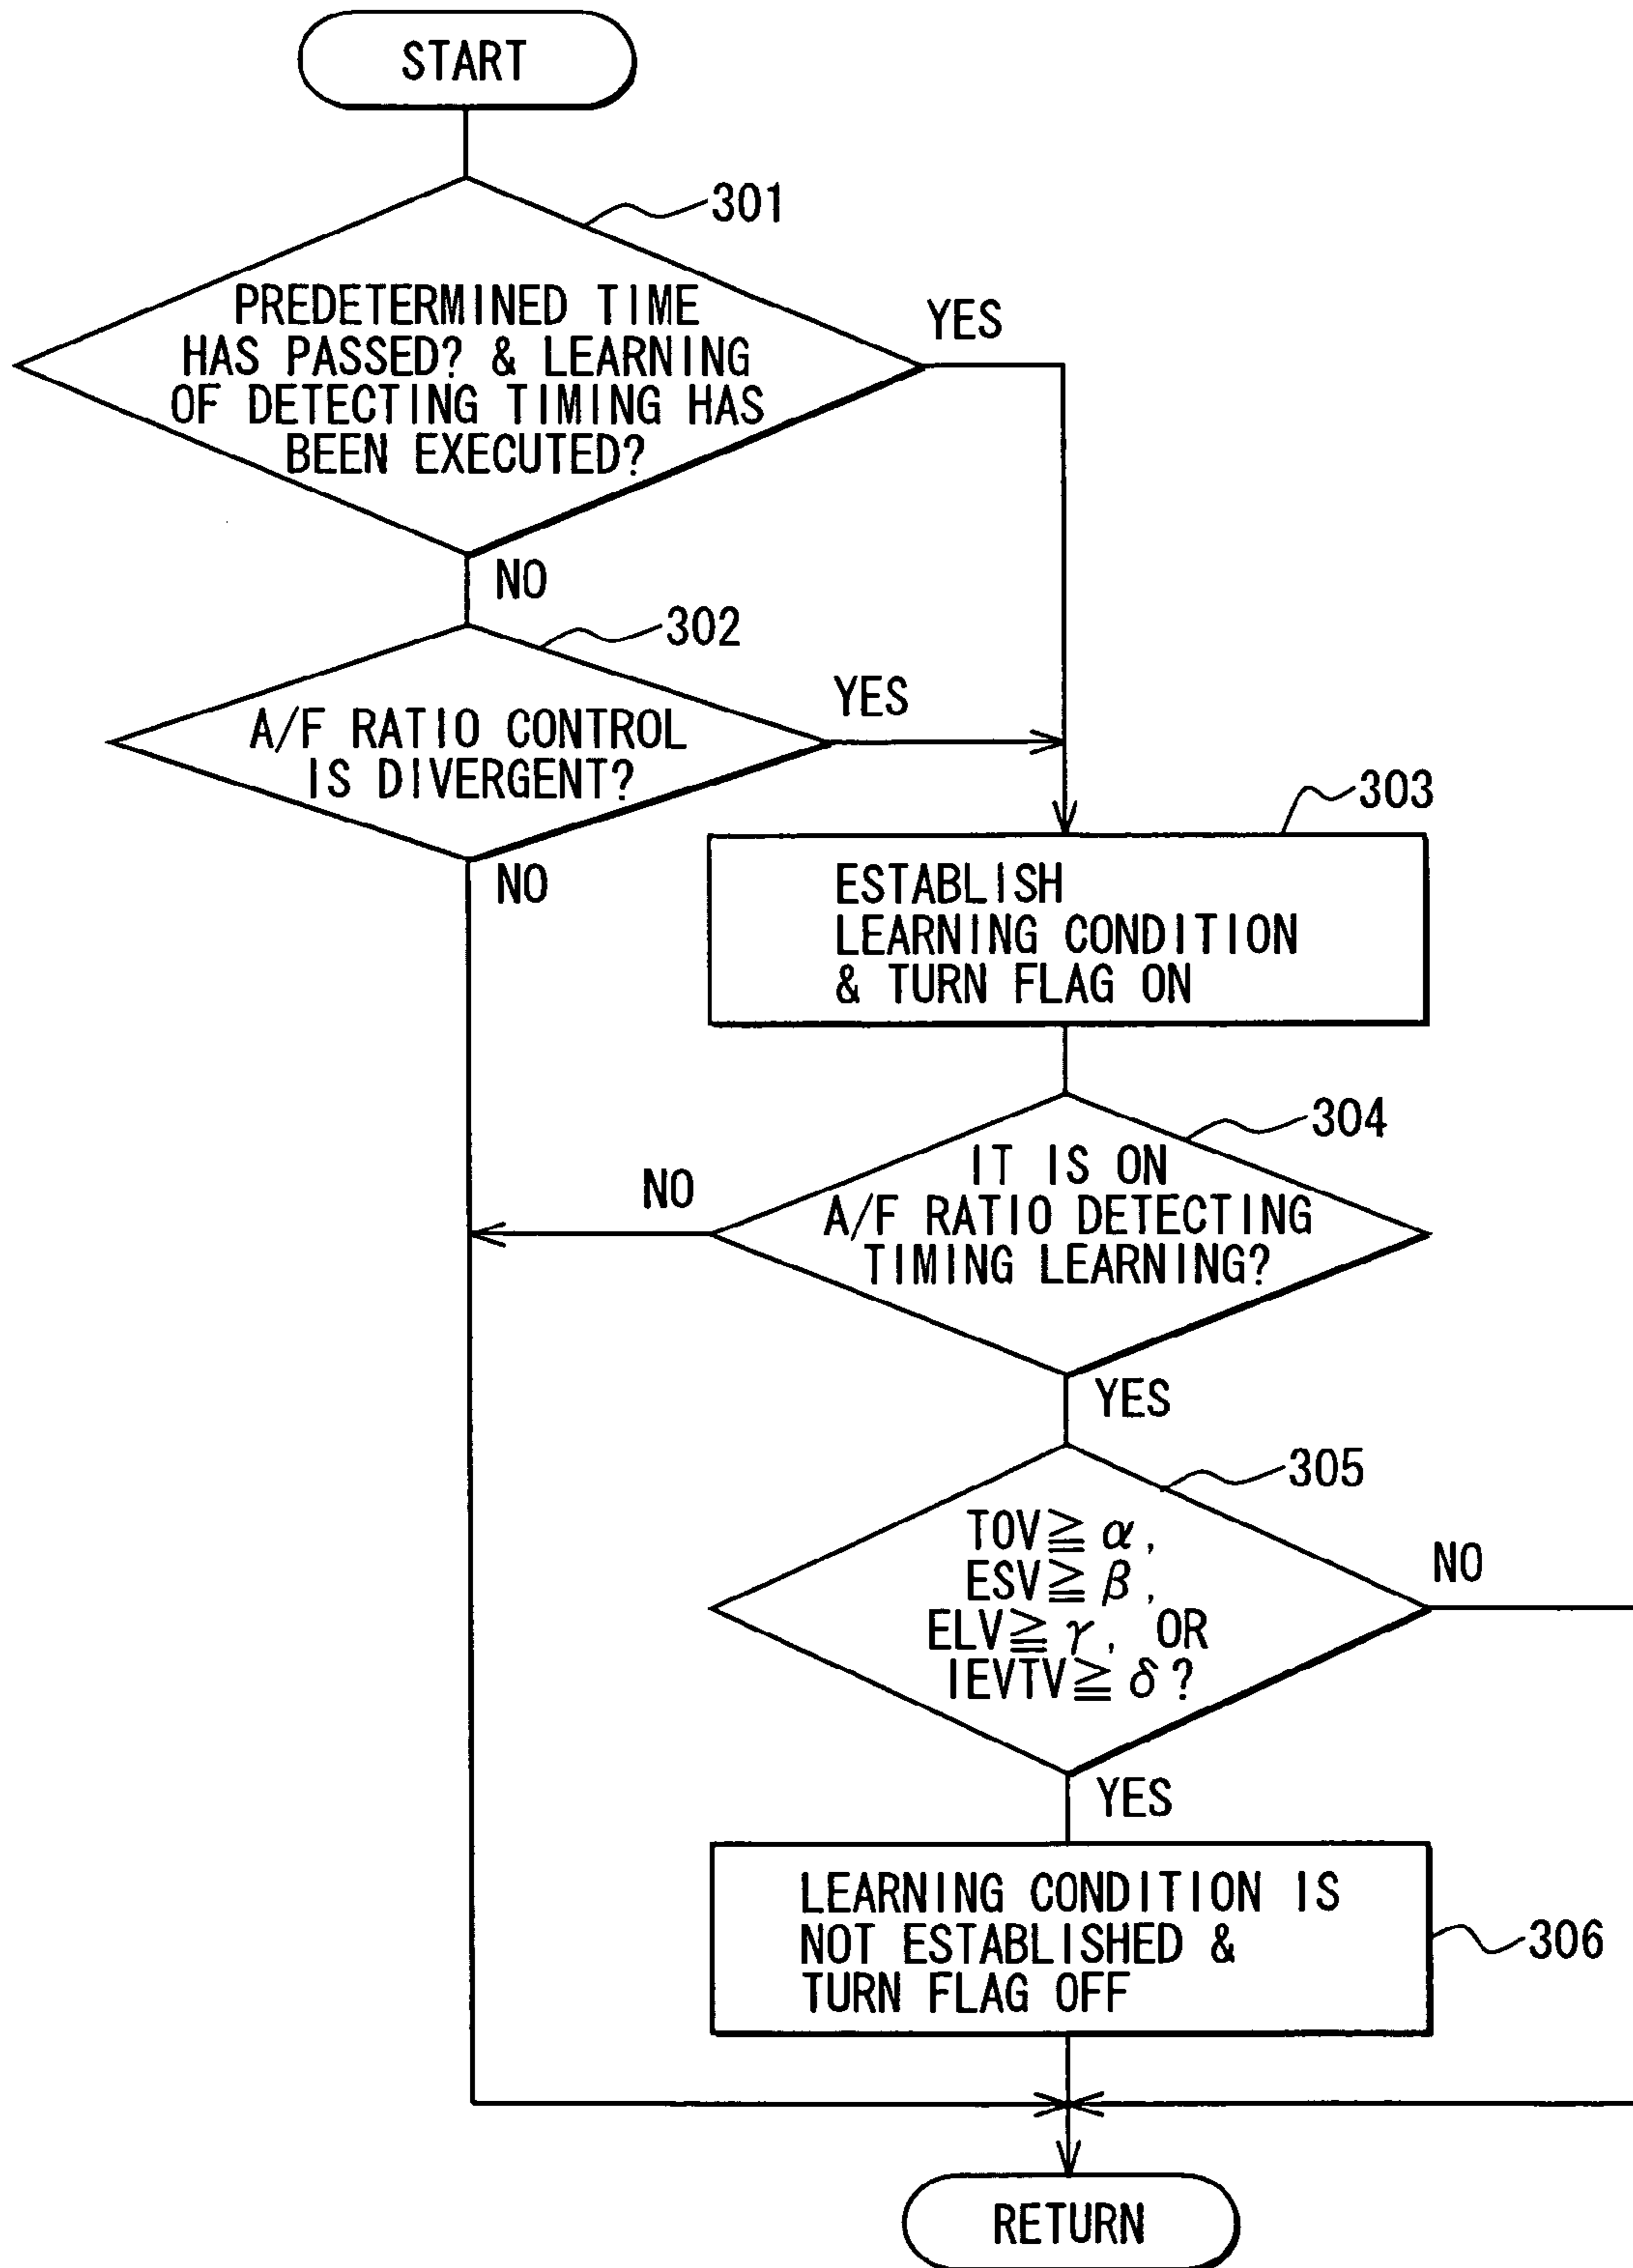 START
301
PREDETERMINED TIME
HAS PASSED? & LEARNING
OF DETECTING TIMING HAS
BEEN EXECUTED?
YES
NO
302
A/F RATIO CONTROL
IS DIVERGENT?
YES
NO
303
ESTABLISH
LEARNING CONDITION
& TURN FLAG ON
304
IT IS ON
A/F RATIO DETECTING
TIMING LEARNING?
NO
YES
305
TOV≧α,
ESV≧β,
ELV≧γ, OR
IEVTV≧δ?
NO
YES
LEARNING CONDITION IS
NOT ESTABLISHED &
TURN FLAG OFF
306
RETURN